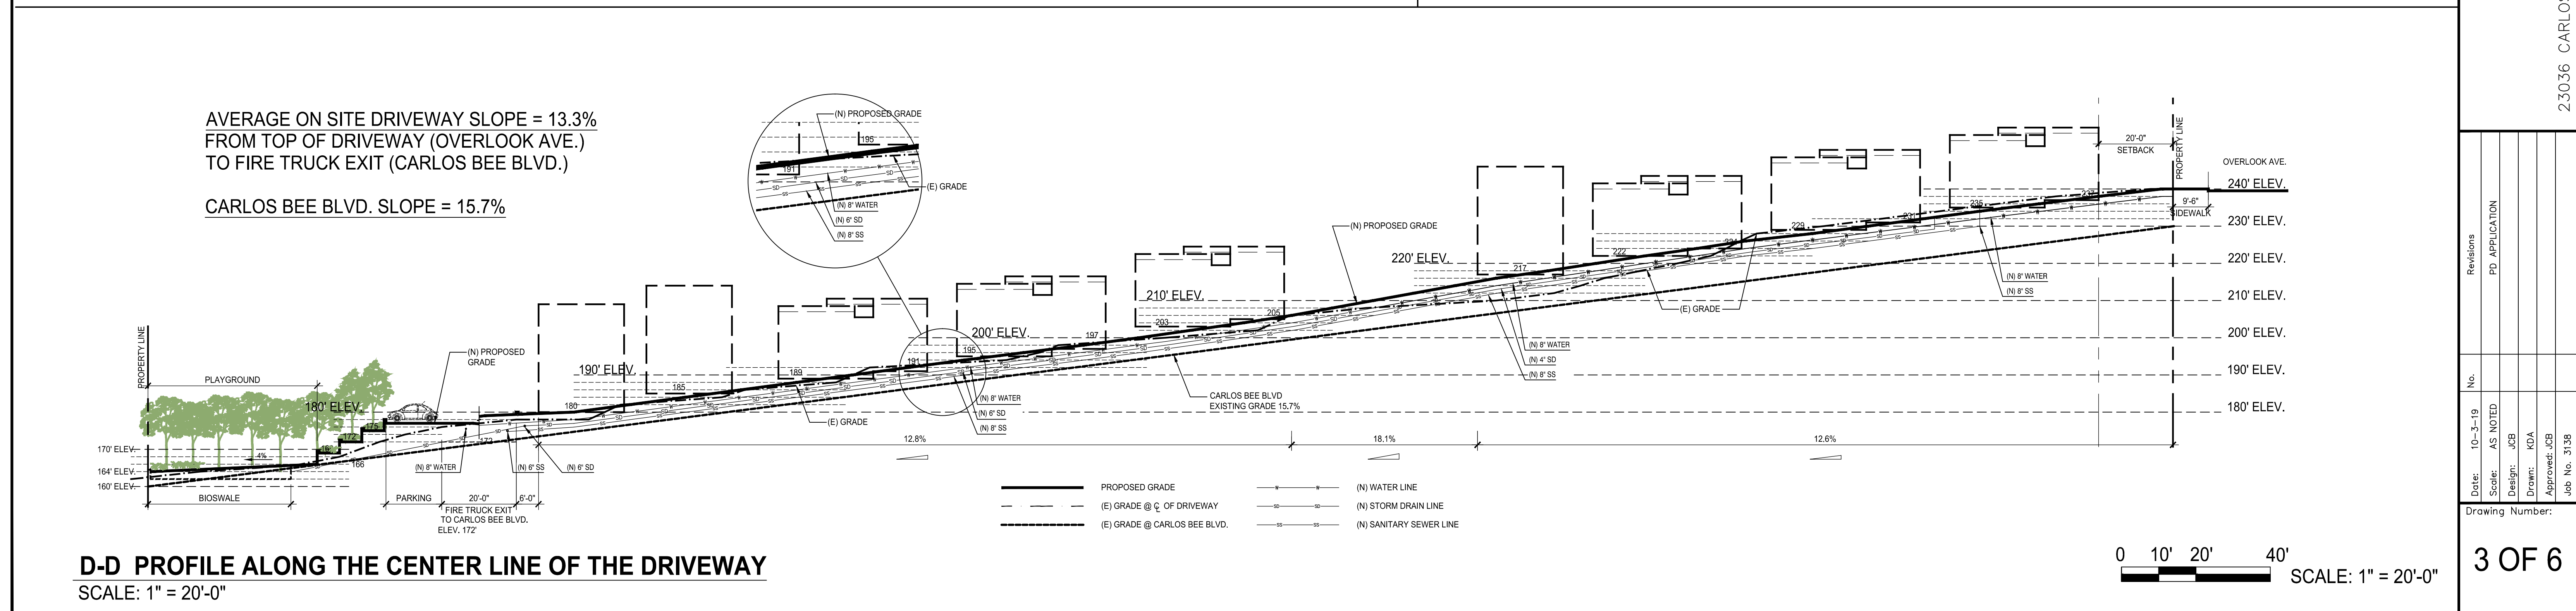 AVERAGE ON SITE DRIVEWAY SLOPE = 13.3%
FROM TOP OF DRIVEWAY (OVERLOOK AVE.)
TO FIRE TRUCK EXIT (CARLOS BEE BLVD.)
CARLOS BEE BLVD. SLOPE = 15.7%
(N) PROPOSED GRADE
195
191
(E) GRADE
(N) 8" WATER
(N) 6" SD
(N) 8" SS
PROPERTY LINE
PLAYGROUND
180' ELEV.
(N) PROPOSED
GRADE
175
172
170' ELEV.
164' ELEV.
160' ELEV.
4%
166
172
BIOSWALE
PARKING
20'-0"
6'-0"
FIRE TRUCK EXIT
TO CARLOS BEE BLVD.
ELEV. 172'
(N) 8" WATER
(N) 6" SS
(N) 6" SD
180
190' ELEV.
185
189
(E) GRADE
191
195
200' ELEV.
197
(N) 8" WATER
(N) 6" SD
(N) 8" SS
203
210' ELEV.
205
CARLOS BEE BLVD
EXISTING GRADE 15.7%
(N) PROPOSED GRADE
220' ELEV.
217
(N) 8" WATER
(N) 4" SD
(N) 8" SS
222
224
(E) GRADE
229
231
235
237
(N) 8" WATER
(N) 8" SS
20'-0"
SETBACK
PROPERTY LINE
OVERLOOK AVE.
9'-6"
SIDEWALK
240' ELEV.
230' ELEV.
220' ELEV.
210' ELEV.
200' ELEV.
190' ELEV.
180' ELEV.
12.8%
18.1%
12.6%
PROPOSED GRADE
(E) GRADE @ ℄ OF DRIVEWAY
(E) GRADE @ CARLOS BEE BLVD.
W W
(N) WATER LINE
SD SD
(N) STORM DRAIN LINE
SS SS
(N) SANITARY SEWER LINE
D-D PROFILE ALONG THE CENTER LINE OF THE DRIVEWAY
SCALE: 1" = 20'-0"
0 10' 20' 40'
SCALE: 1" = 20'-0"
23036 CARLOS
Revisions
PD APPLICATION
No.
Date: 10-3-19
Scale: AS NOTED
Design: JCB
Drawn: KDA
Approved: JCB
Job No. 3138
Drawing Number:
3 OF 6